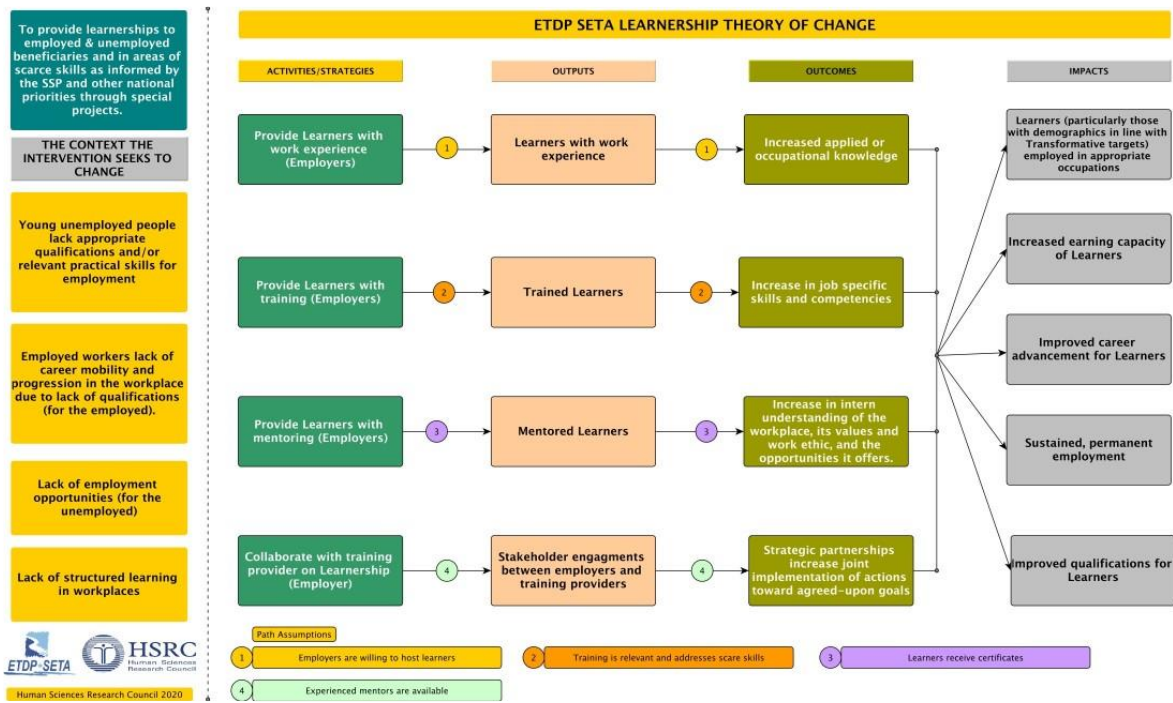 To provide learnerships to
employed & unemployed
beneficiaries and in areas of
scarce skills as informed by
the SSP and other national
priorities through special
projects.
THE CONTEXT THE
INTERVENTION SEEKS TO
CHANGE
Young unemployed people
lack appropriate
qualifications and/or
relevant practical skills for
employment
Employed workers lack of
career mobility and
progression in the workplace
due to lack of qualifications
(for the employed).
Lack of employment
opportunities (for the
unemployed)
Lack of structured learning
in workplaces
ETDP SETA
HSRC
Human Sciences
Research Council
Human Sciences Research Council 2020
ETDP SETA LEARNERSHIP THEORY OF CHANGE
ACTIVITIES/STRATEGIES
OUTPUTS
OUTCOMES
IMPACTS
Provide Learners with
work experience
(Employers)
1
Learners with work
experience
1
Increased applied or
occupational knowledge
Provide Learners with
training (Employers)
2
Trained Learners
2
Increase in job specific
skills and competencies
Provide Learners with
mentoring (Employers)
3
Mentored Learners
3
Increase in intern
understanding of the
workplace, its values and
work ethic, and the
opportunities it offers.
Collaborate with training
provider on Learnership
(Employer)
4
Stakeholder engagments
between employers and
training providers
4
Strategic partnerships
increase joint
implementation of actions
toward agreed-upon goals
Learners (particularly those
with demographics in line with
Transformative targets)
employed in appropriate
occupations
Increased earning capacity
of Learners
Improved career
advancement for Learners
Sustained, permanent
employment
Improved qualifications for
Learners
Path Assumptions
1 Employers are willing to host learners
2 Training is relevant and addresses scare skills
3 Learners receive certificates
4 Experienced mentors are available